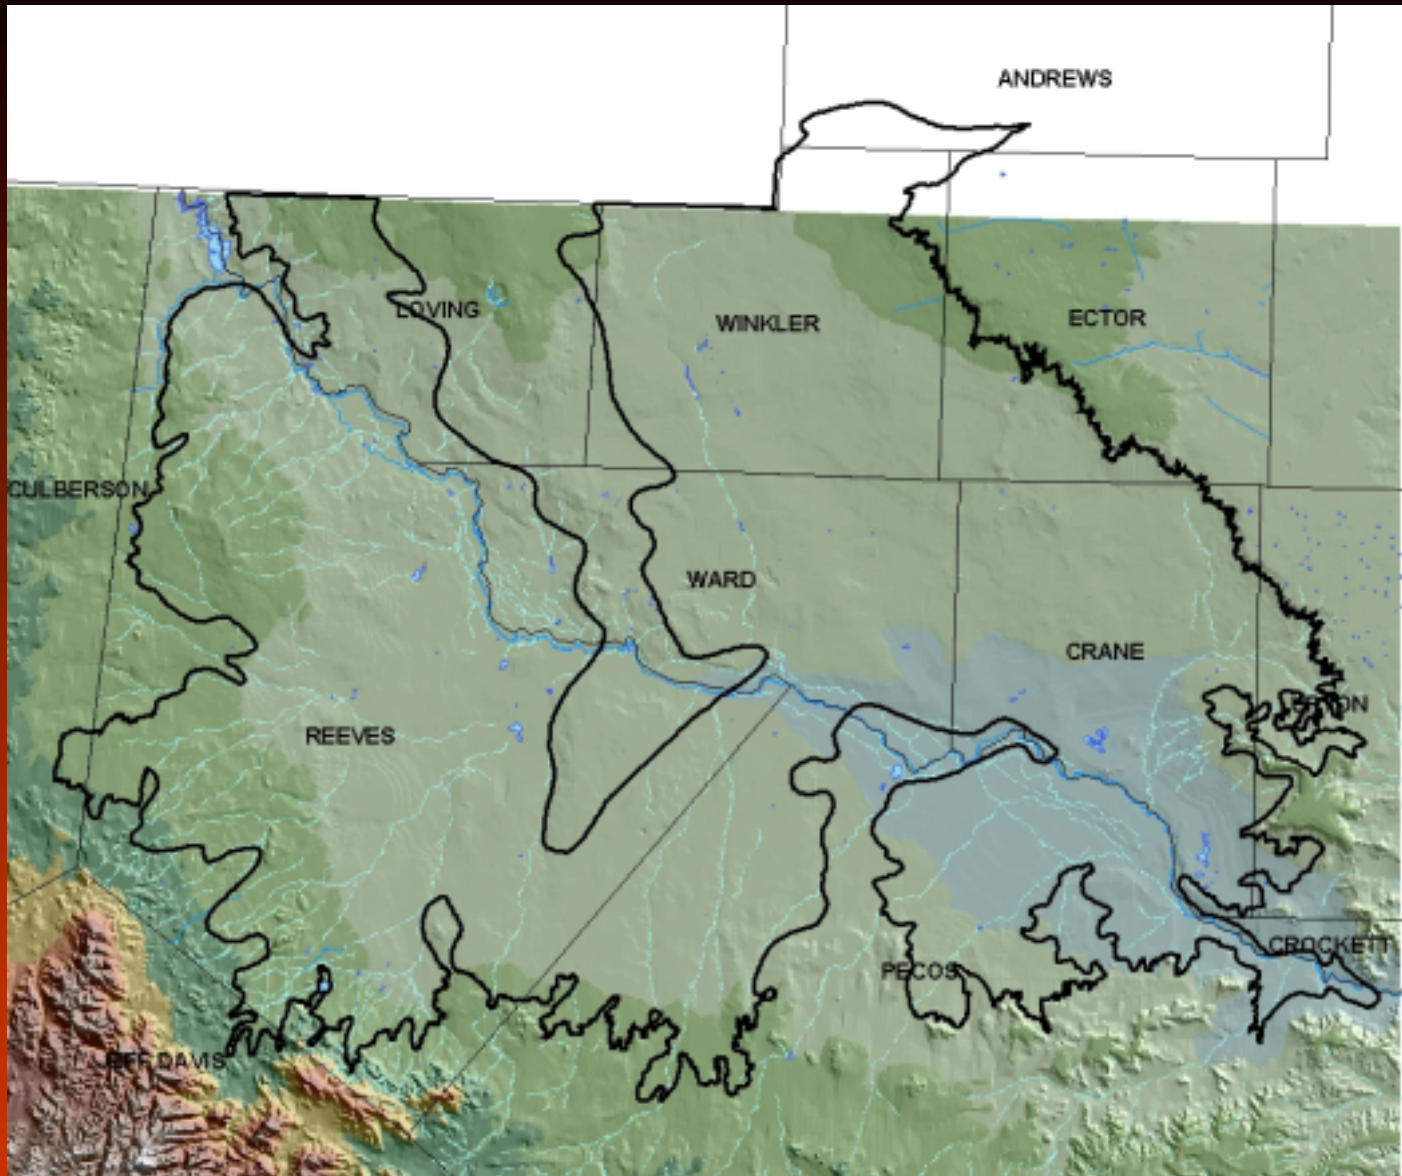 ANDREWS
LOVING
WINKLER
ECTOR
CULBERSON
WARD
CRANE
REEVES
CROCKETT
PECOS